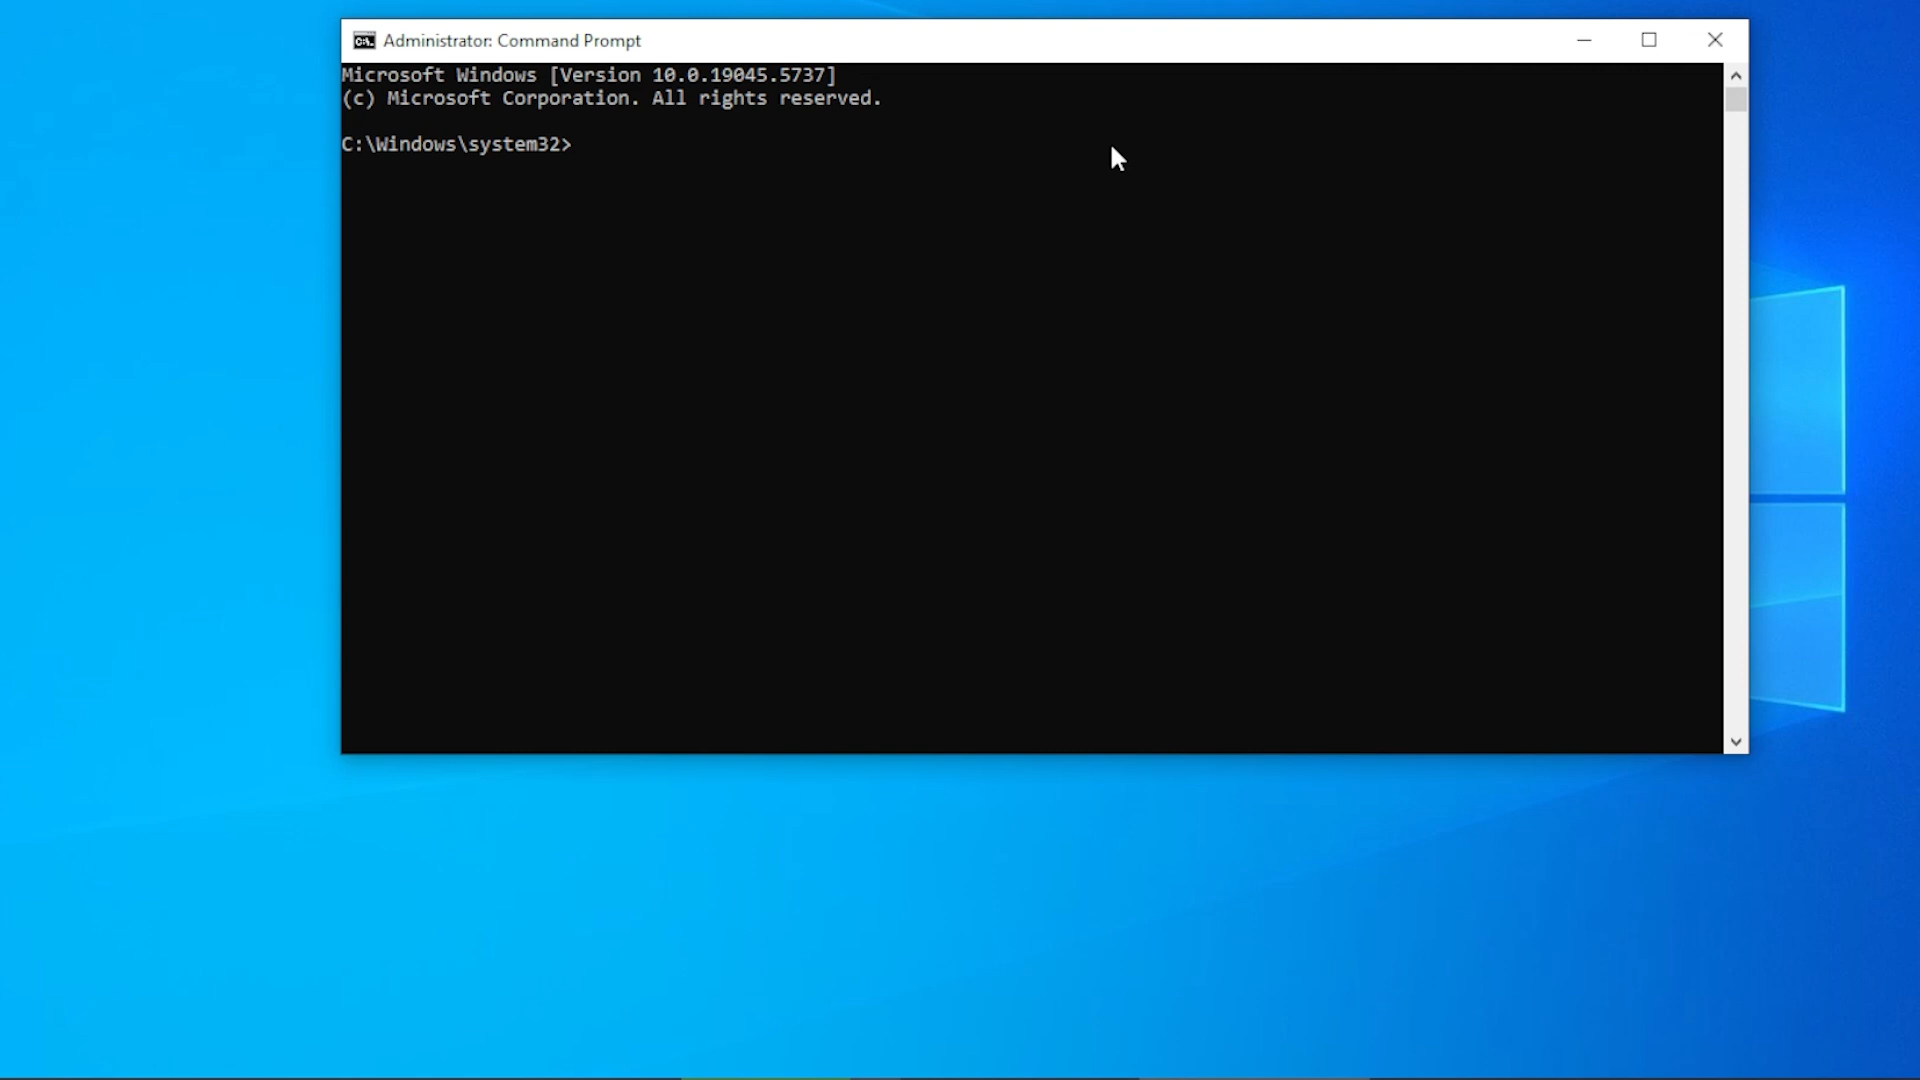 Administrator: Command Prompt
Microsoft Windows [Version 10.0.19045.5737]
(c) Microsoft Corporation. All rights reserved.
C:\Windows\system32>